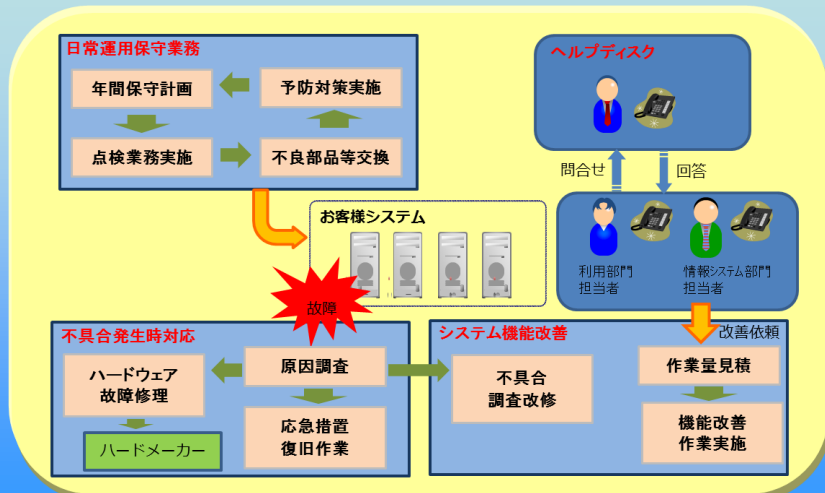 日常運用保守業務
年間保守計画
予防対策実施
点検業務実施
不良部品等交換
ヘルプディスク
問合せ
回答
利用部門
担当者
情報システム部門
担当者
お客様システム
故障
不具合発生時対応
ハードウェア
故障修理
原因調査
応急措置
復旧作業
ハードメーカー
システム機能改善
改善依頼
不具合
調査改修
作業量見積
機能改善
作業実施